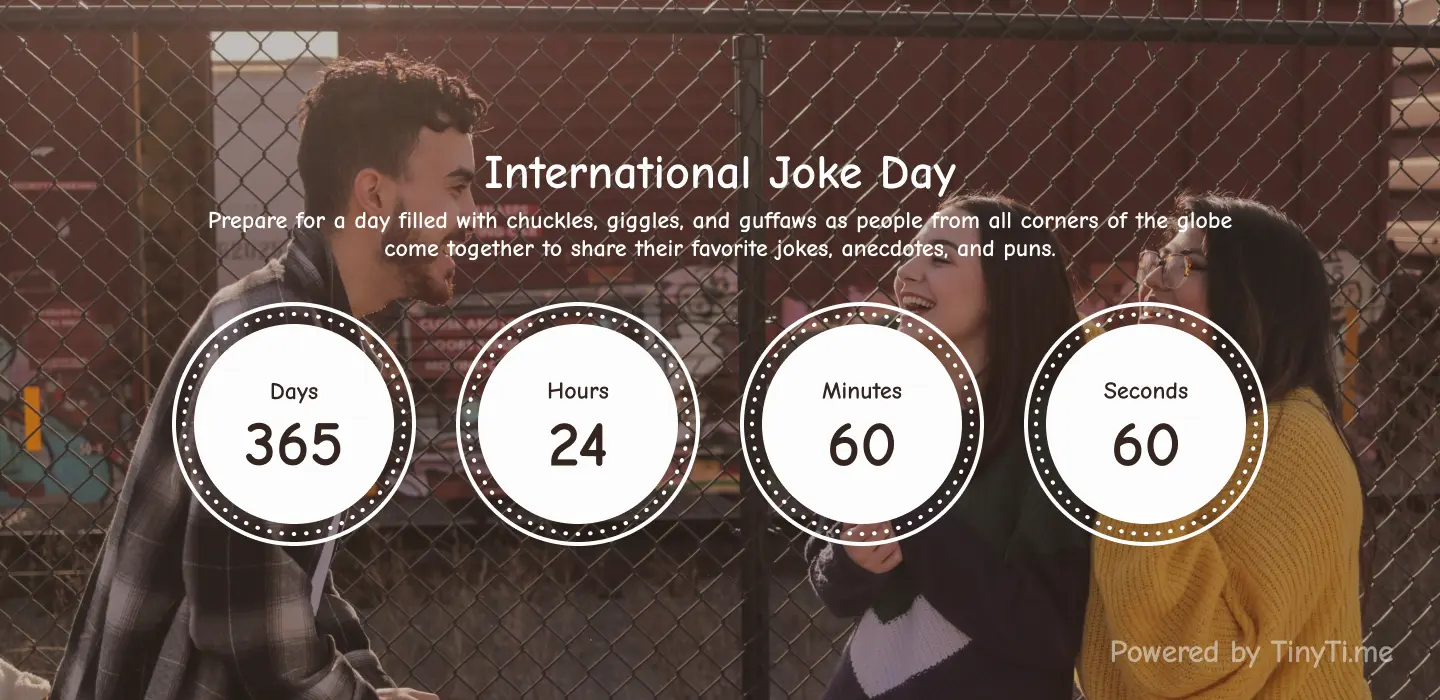 International Joke Day
Prepare for a day filled with chuckles, giggles, and guffaws as people from all corners of the globe
come together to share their favorite jokes, anecdotes, and puns.
Days
Hours
Minutes
Seconds
365
24
60
60
Powered by TinyTi.me